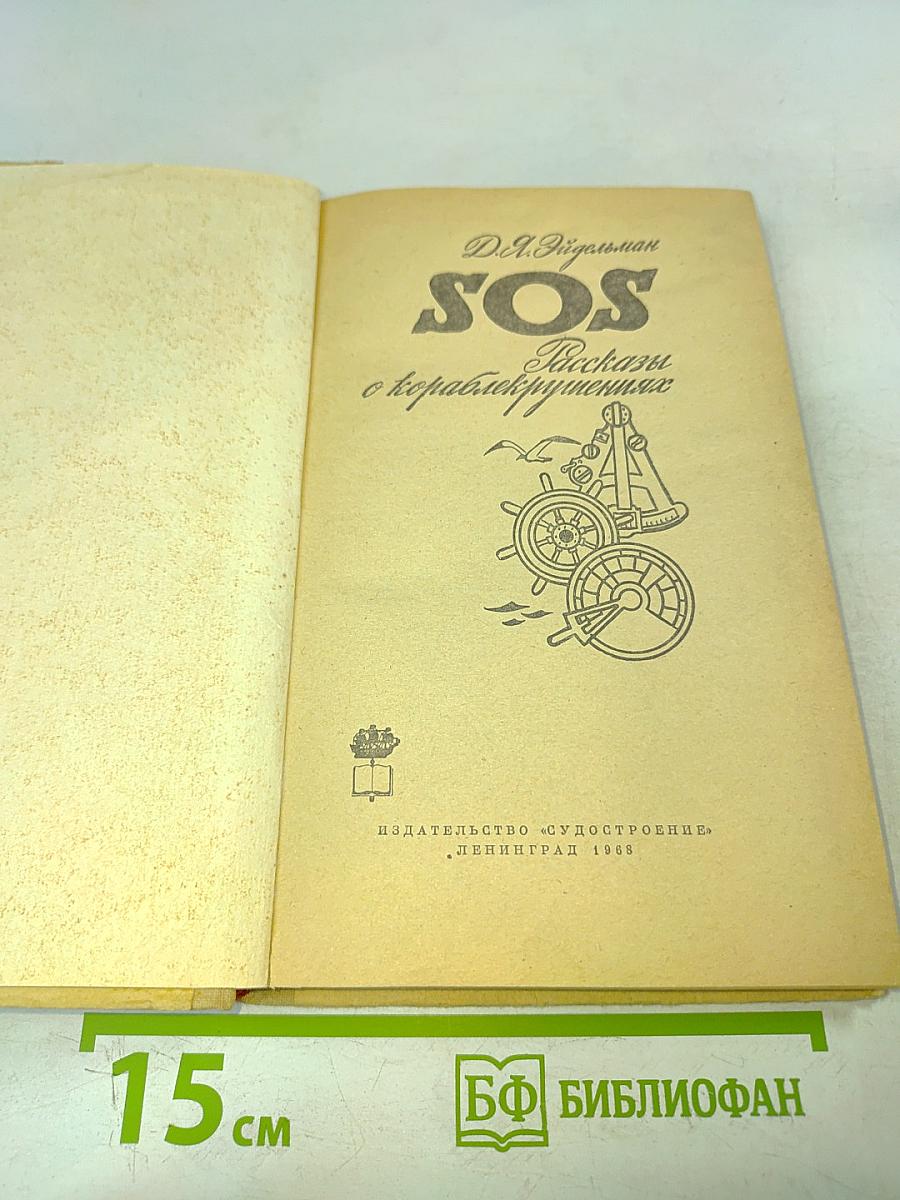 Д. Я. Эйдельман
SOS
Рассказы
о кораблекрушениях
ИЗДАТЕЛЬСТВО «СУДОСТРОЕНИЕ»
ЛЕНИНГРАД 1968
15 см
БФ БИБЛИОФАН